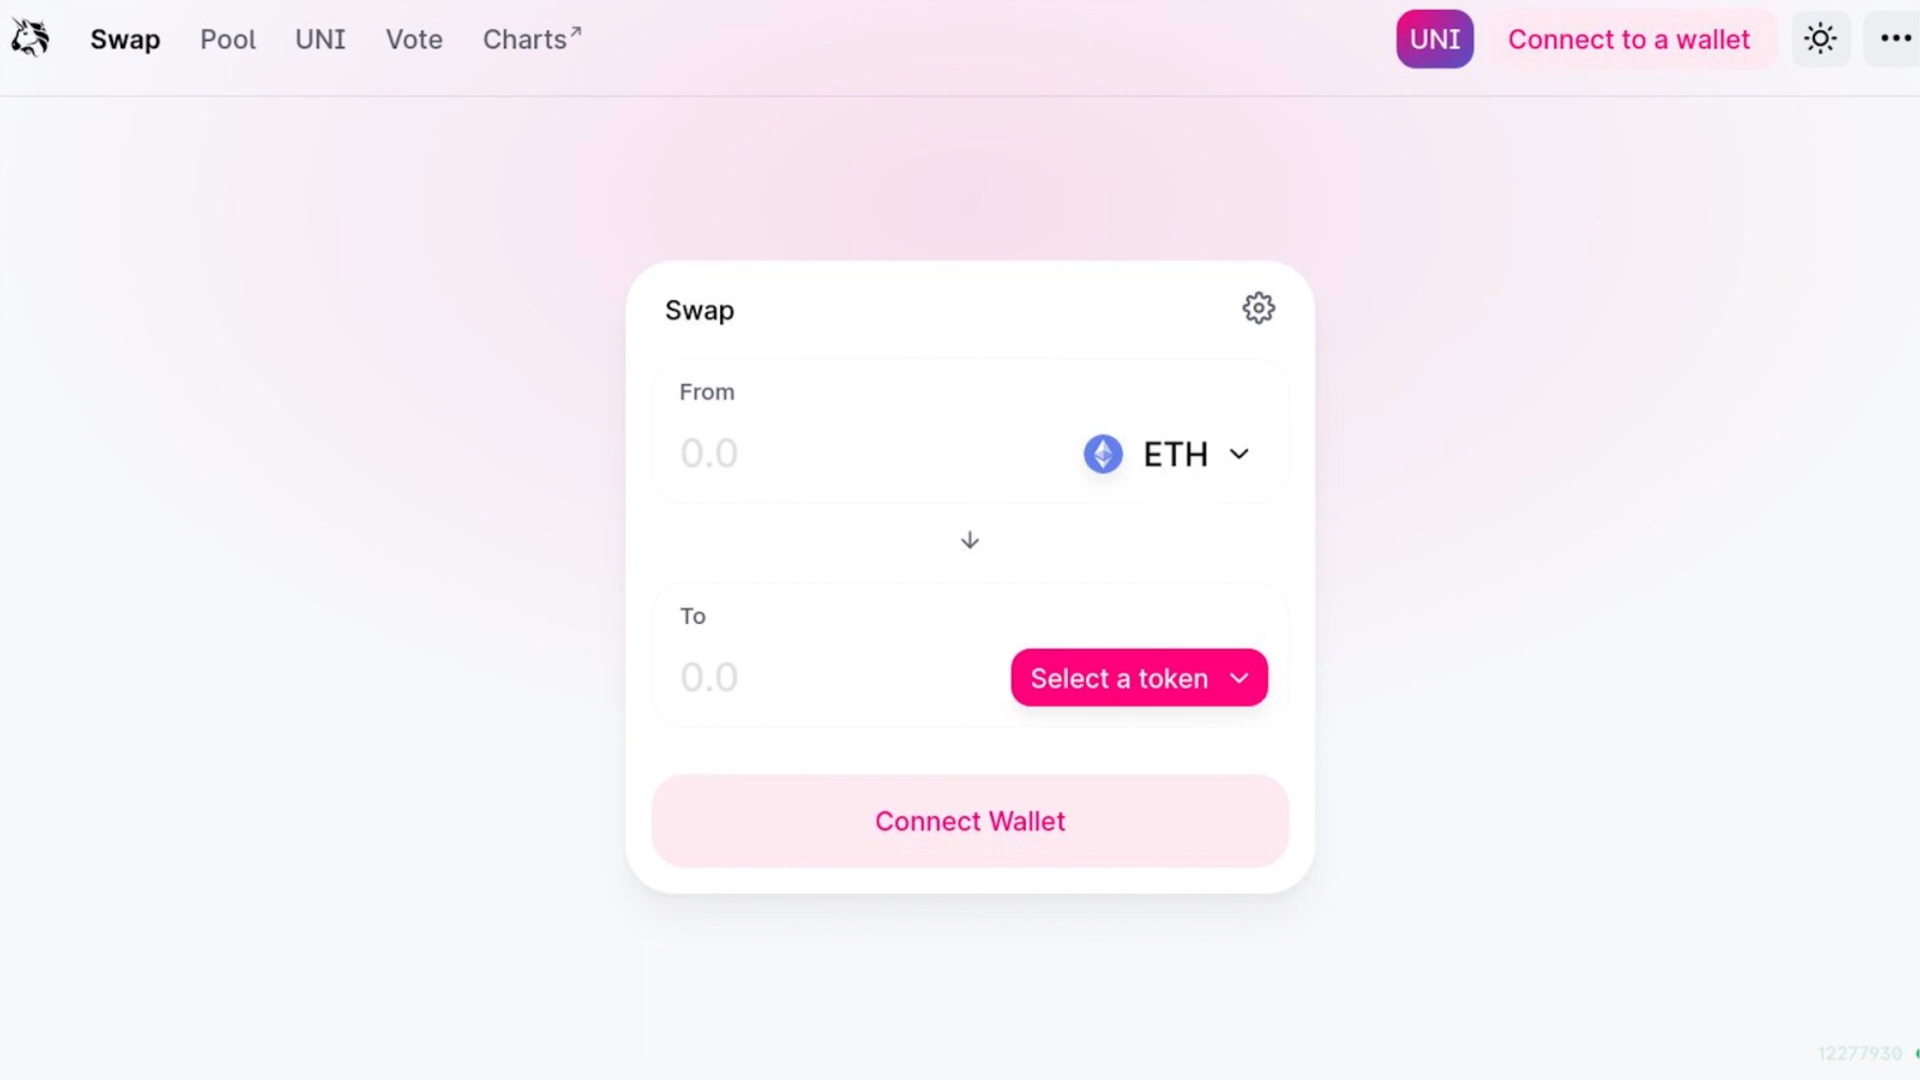 Swap Pool UNI Vote Charts↗ UNI Connect to a wallet
Swap
From
0.0 ETH
To
0.0 Select a token
Connect Wallet
12277930